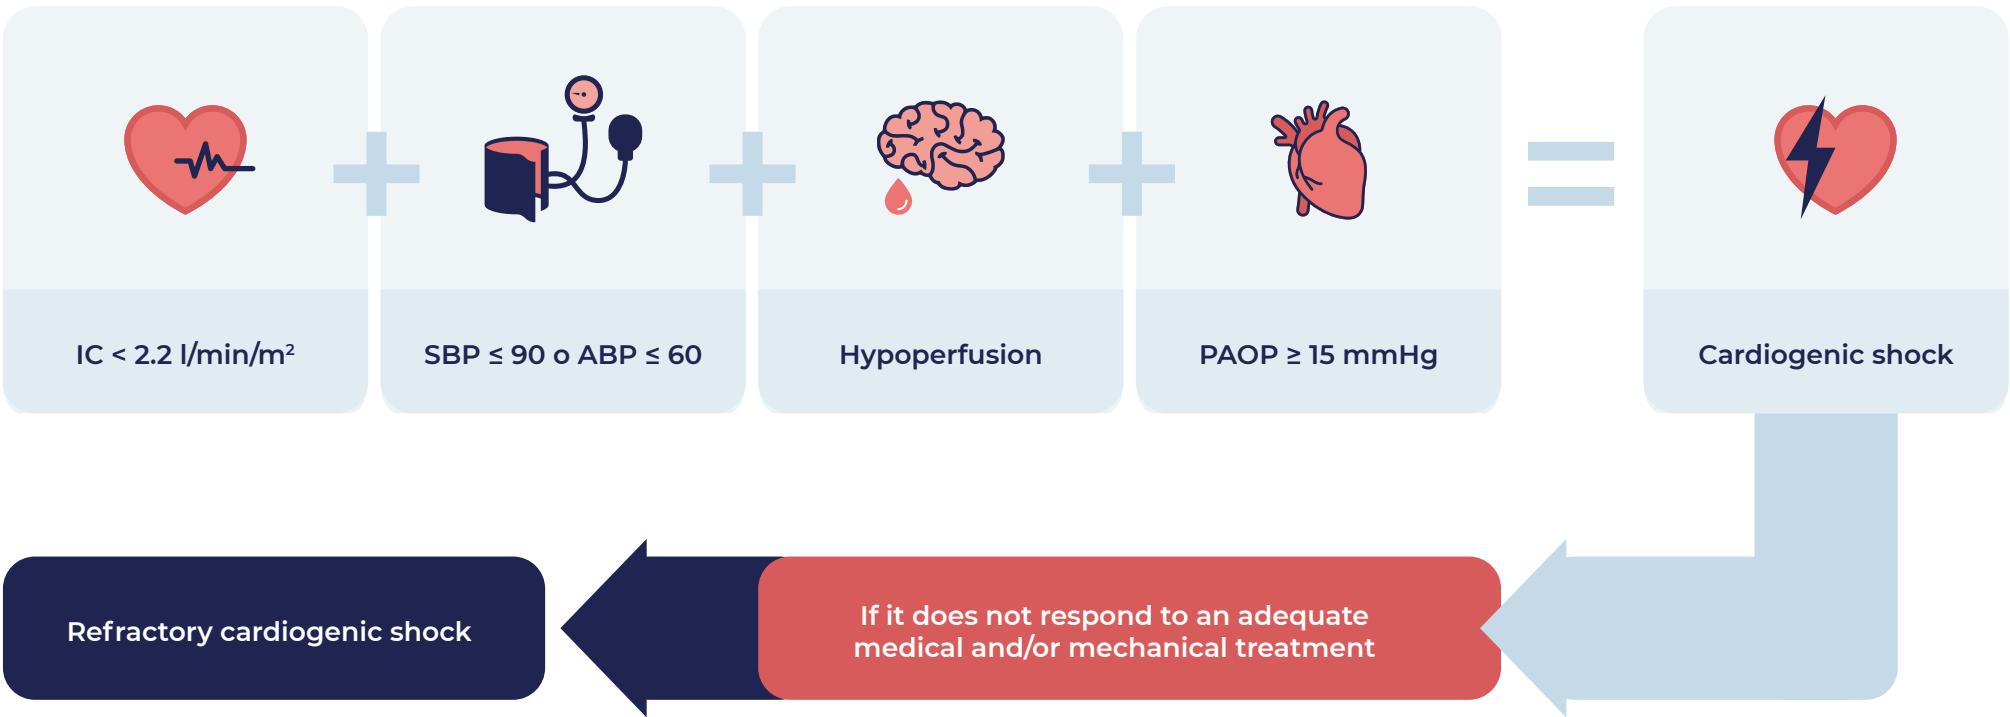 IC < 2.2 l/min/m²
SBP ≤ 90 o ABP ≤ 60
Hypoperfusion
PAOP ≥ 15 mmHg
Cardiogenic shock
Refractory cardiogenic shock
If it does not respond to an adequate
medical and/or mechanical treatment